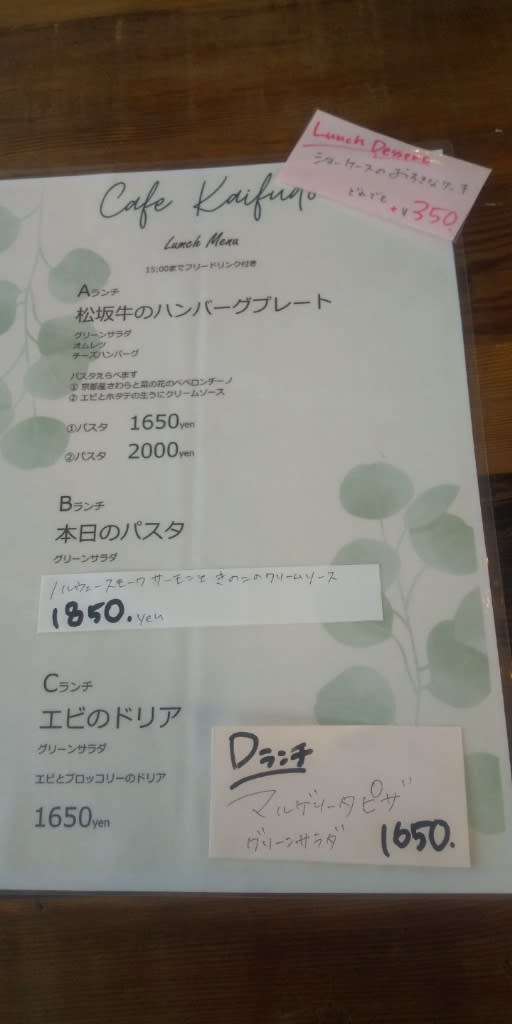 Lunch Dessert
ショーケースのお好きなケーキ
どれでも
+¥350
Cafe Kaifudo
Lunch Menu
15:00までフリードリンク付き
Aランチ
松坂牛のハンバーグプレート
グリーンサラダ
オムレツ
チーズハンバーグ
パスタえらべます
① 京都産さわらと菜の花のペペロンチーノ
② エビとホタテの生うにクリームソース
①パスタ 1650yen
②パスタ 2000yen
Bランチ
本日のパスタ
グリーンサラダ
ノルウェースモークサーモンときのこのクリームソース
1850.yen
Cランチ
エビのドリア
グリーンサラダ
エビとブロッコリーのドリア
1650yen
Dランチ
マルゲリータピザ
グリーンサラダ 1650.